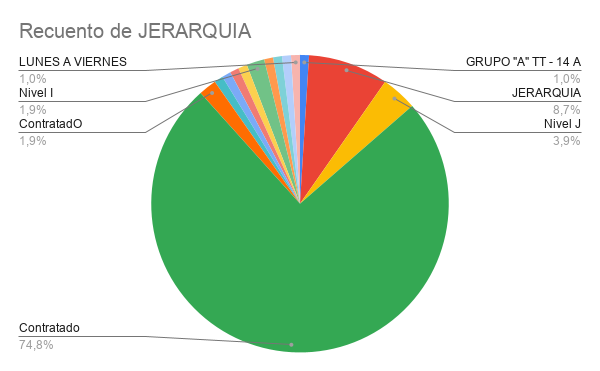 Recuento de JERARQUIA
LUNES A VIERNES
1,0%
Nivel I
1,9%
ContratadO
1,9%
Contratado
74,8%
GRUPO "A" TT - 14 A
1,0%
JERARQUIA
8,7%
Nivel J
3,9%